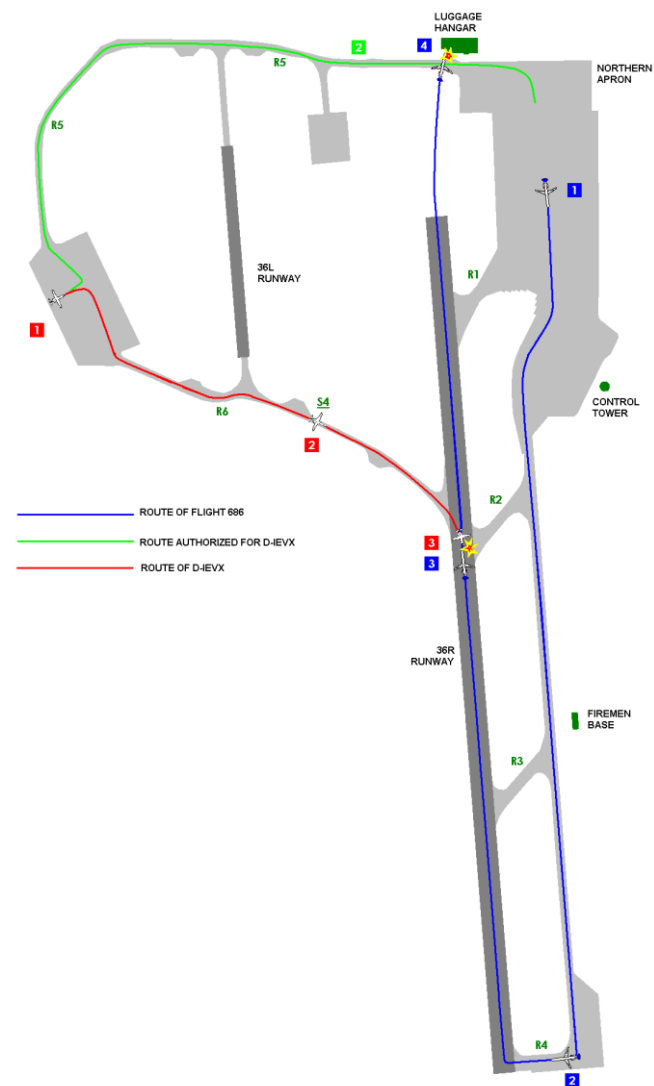 LUGGAGE
HANGAR
2
4
R5
NORTHERN
APRON
R5
1
36L
RUNWAY
R1
1
S4
CONTROL
TOWER
R6
2
R2
ROUTE OF FLIGHT 686
ROUTE AUTHORIZED FOR D-IEVX
3
3
ROUTE OF D-IEVX
36R
RUNWAY
FIREMEN
BASE
R3
R4
2